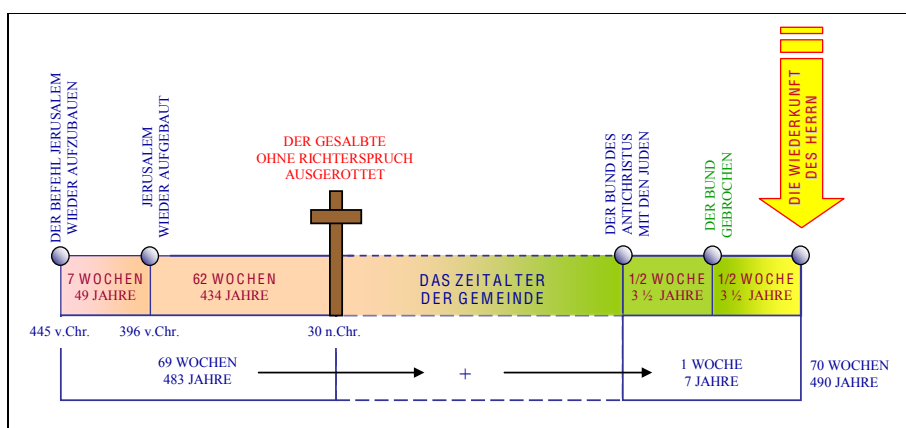 DER BEFEHL JERUSALEM
WIEDER AUFZUBAUEN
JERUSALEM
WIEDER AUFGEBAUT
DER GESALBTE
OHNE RICHTERSPRUCH
AUSGEROTTET
DER BUND DES
ANTICHRISTUS
MIT DEN JUDEN
DER BUND
GEBROCHEN
DIE WIEDERKUNFT
DES HERRN
7 WOCHEN
49 JAHRE
62 WOCHEN
434 JAHRE
DAS ZEITALTER
DER GEMEINDE
1/2 WOCHE
3 ½ JAHRE
1/2 WOCHE
3 ½ JAHRE
445 v.Chr.
396 v.Chr.
30 n.Chr.
69 WOCHEN
483 JAHRE
+
1 WOCHE
7 JAHRE
70 WOCHEN
490 JAHRE